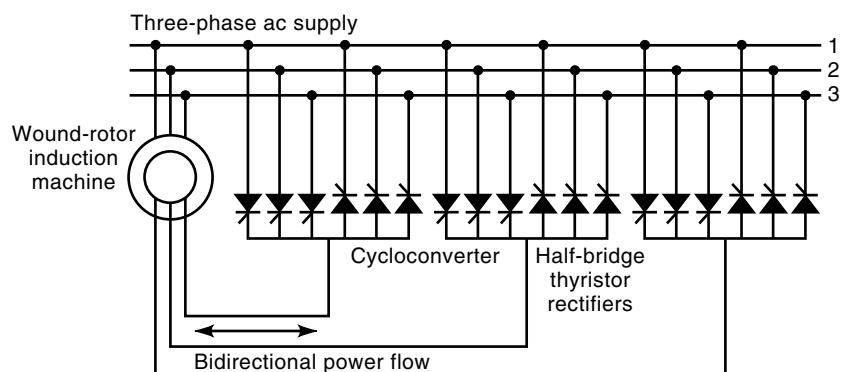 Three-phase ac supply
1
2
3
Wound-rotor
induction
machine
Cycloconverter
Half-bridge
thyristor
rectifiers
Bidirectional power flow